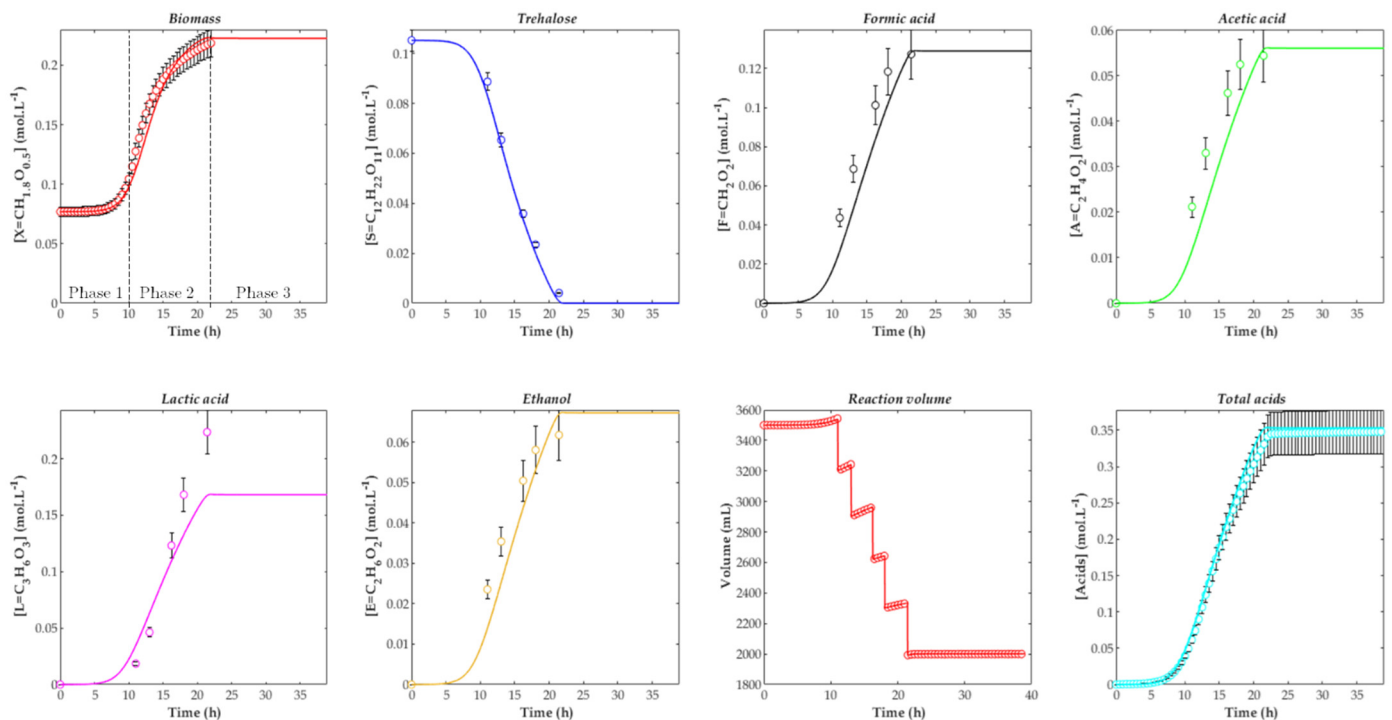 Biomass
[X=CH1.8O0.5] (mol.L-1)
0.2
0.15
0.1
0.05
0
Phase 1
Phase 2
Phase 3
0 5 10 15 20 25 30 35
Time (h)
Trehalose
[S=C12H22O11] (mol.L-1)
0.1
0.08
0.06
0.04
0.02
0
0 5 10 15 20 25 30 35
Time (h)
Formic acid
[F=CH2O2] (mol.L-1)
0.12
0.1
0.08
0.06
0.04
0.02
0
0 5 10 15 20 25 30 35
Time (h)
Acetic acid
[A=C2H4O2] (mol.L-1)
0.06
0.05
0.04
0.03
0.02
0.01
0
0 5 10 15 20 25 30 35
Time (h)
Lactic acid
[L=C3H6O3] (mol.L-1)
0.2
0.15
0.1
0.05
0
0 5 10 15 20 25 30 35
Time (h)
Ethanol
[E=C2H6O2] (mol.L-1)
0.06
0.05
0.04
0.03
0.02
0.01
0
0 5 10 15 20 25 30 35
Time (h)
Reaction volume
Volume (mL)
3600
3400
3200
3000
2800
2600
2400
2200
2000
1800
0 10 20 30 40
Time (h)
Total acids
[Acids] (mol.L-1)
0.35
0.3
0.25
0.2
0.15
0.1
0.05
0
0 5 10 15 20 25 30 35
Time (h)